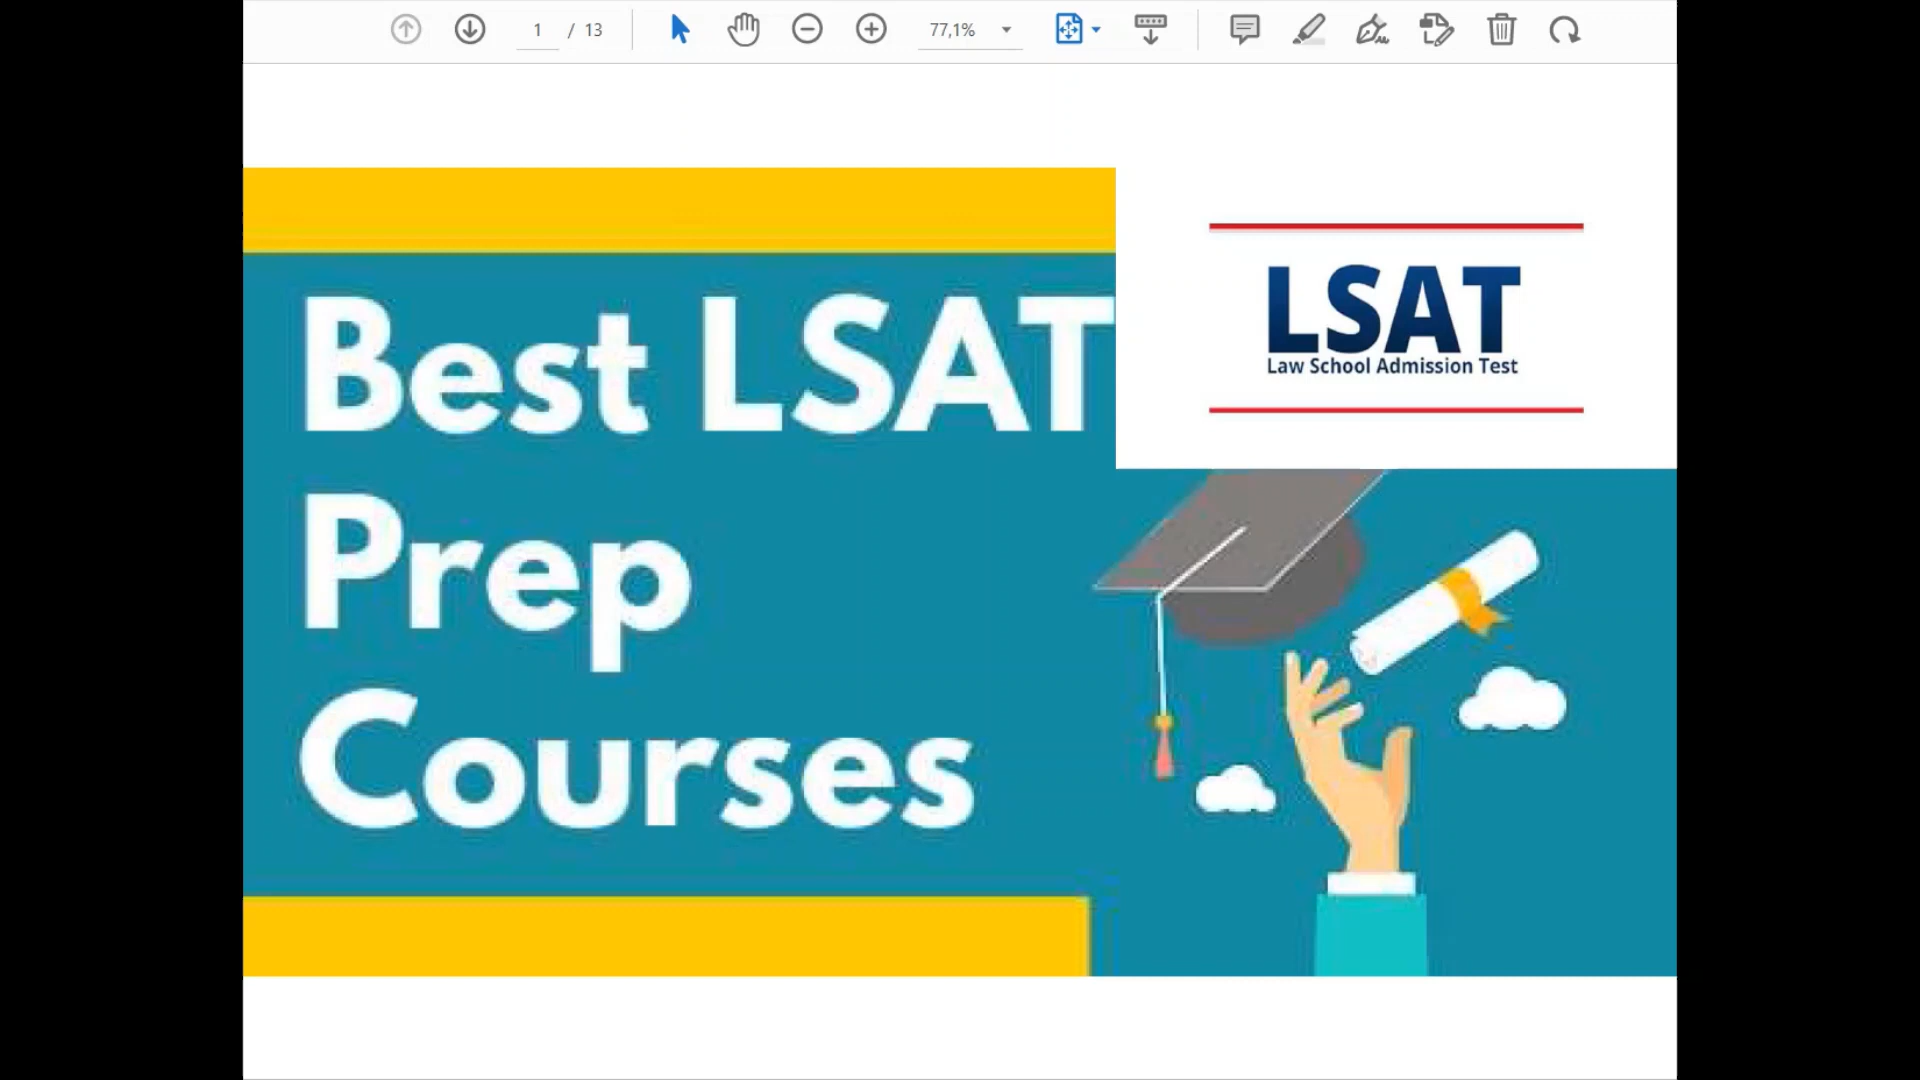 1 / 13 77,1%
Best LSAT
Prep
Courses
LSAT
Law School Admission Test